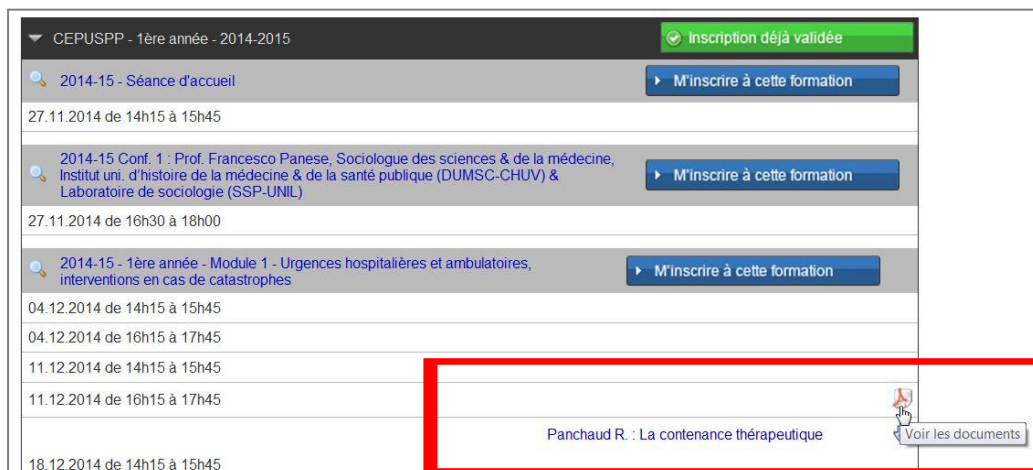 CEPUSPP - 1ère année - 2014-2015
Inscription déjà validée
2014-15 - Séance d'accueil
M'inscrire à cette formation
27.11.2014 de 14h15 à 15h45
2014-15 Conf. 1 : Prof. Francesco Panese, Sociologue des sciences & de la médecine,
Institut uni. d'histoire de la médecine & de la santé publique (DUMSC-CHUV) &
Laboratoire de sociologie (SSP-UNIL)
M'inscrire à cette formation
27.11.2014 de 16h30 à 18h00
2014-15 - 1ère année - Module 1 - Urgences hospitalières et ambulatoires,
interventions en cas de catastrophes
M'inscrire à cette formation
04.12.2014 de 14h15 à 15h45
04.12.2014 de 16h15 à 17h45
11.12.2014 de 14h15 à 15h45
11.12.2014 de 16h15 à 17h45
Panchaud R. : La contenance thérapeutique
Voir les documents
18.12.2014 de 14h15 à 15h45